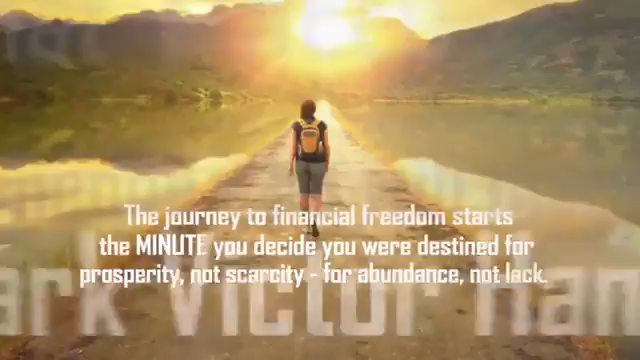 The journey to financial freedom starts
the MINUTE you decide you were destined for
prosperity, not scarcity - for abundance, not lack.
ark Victor Han